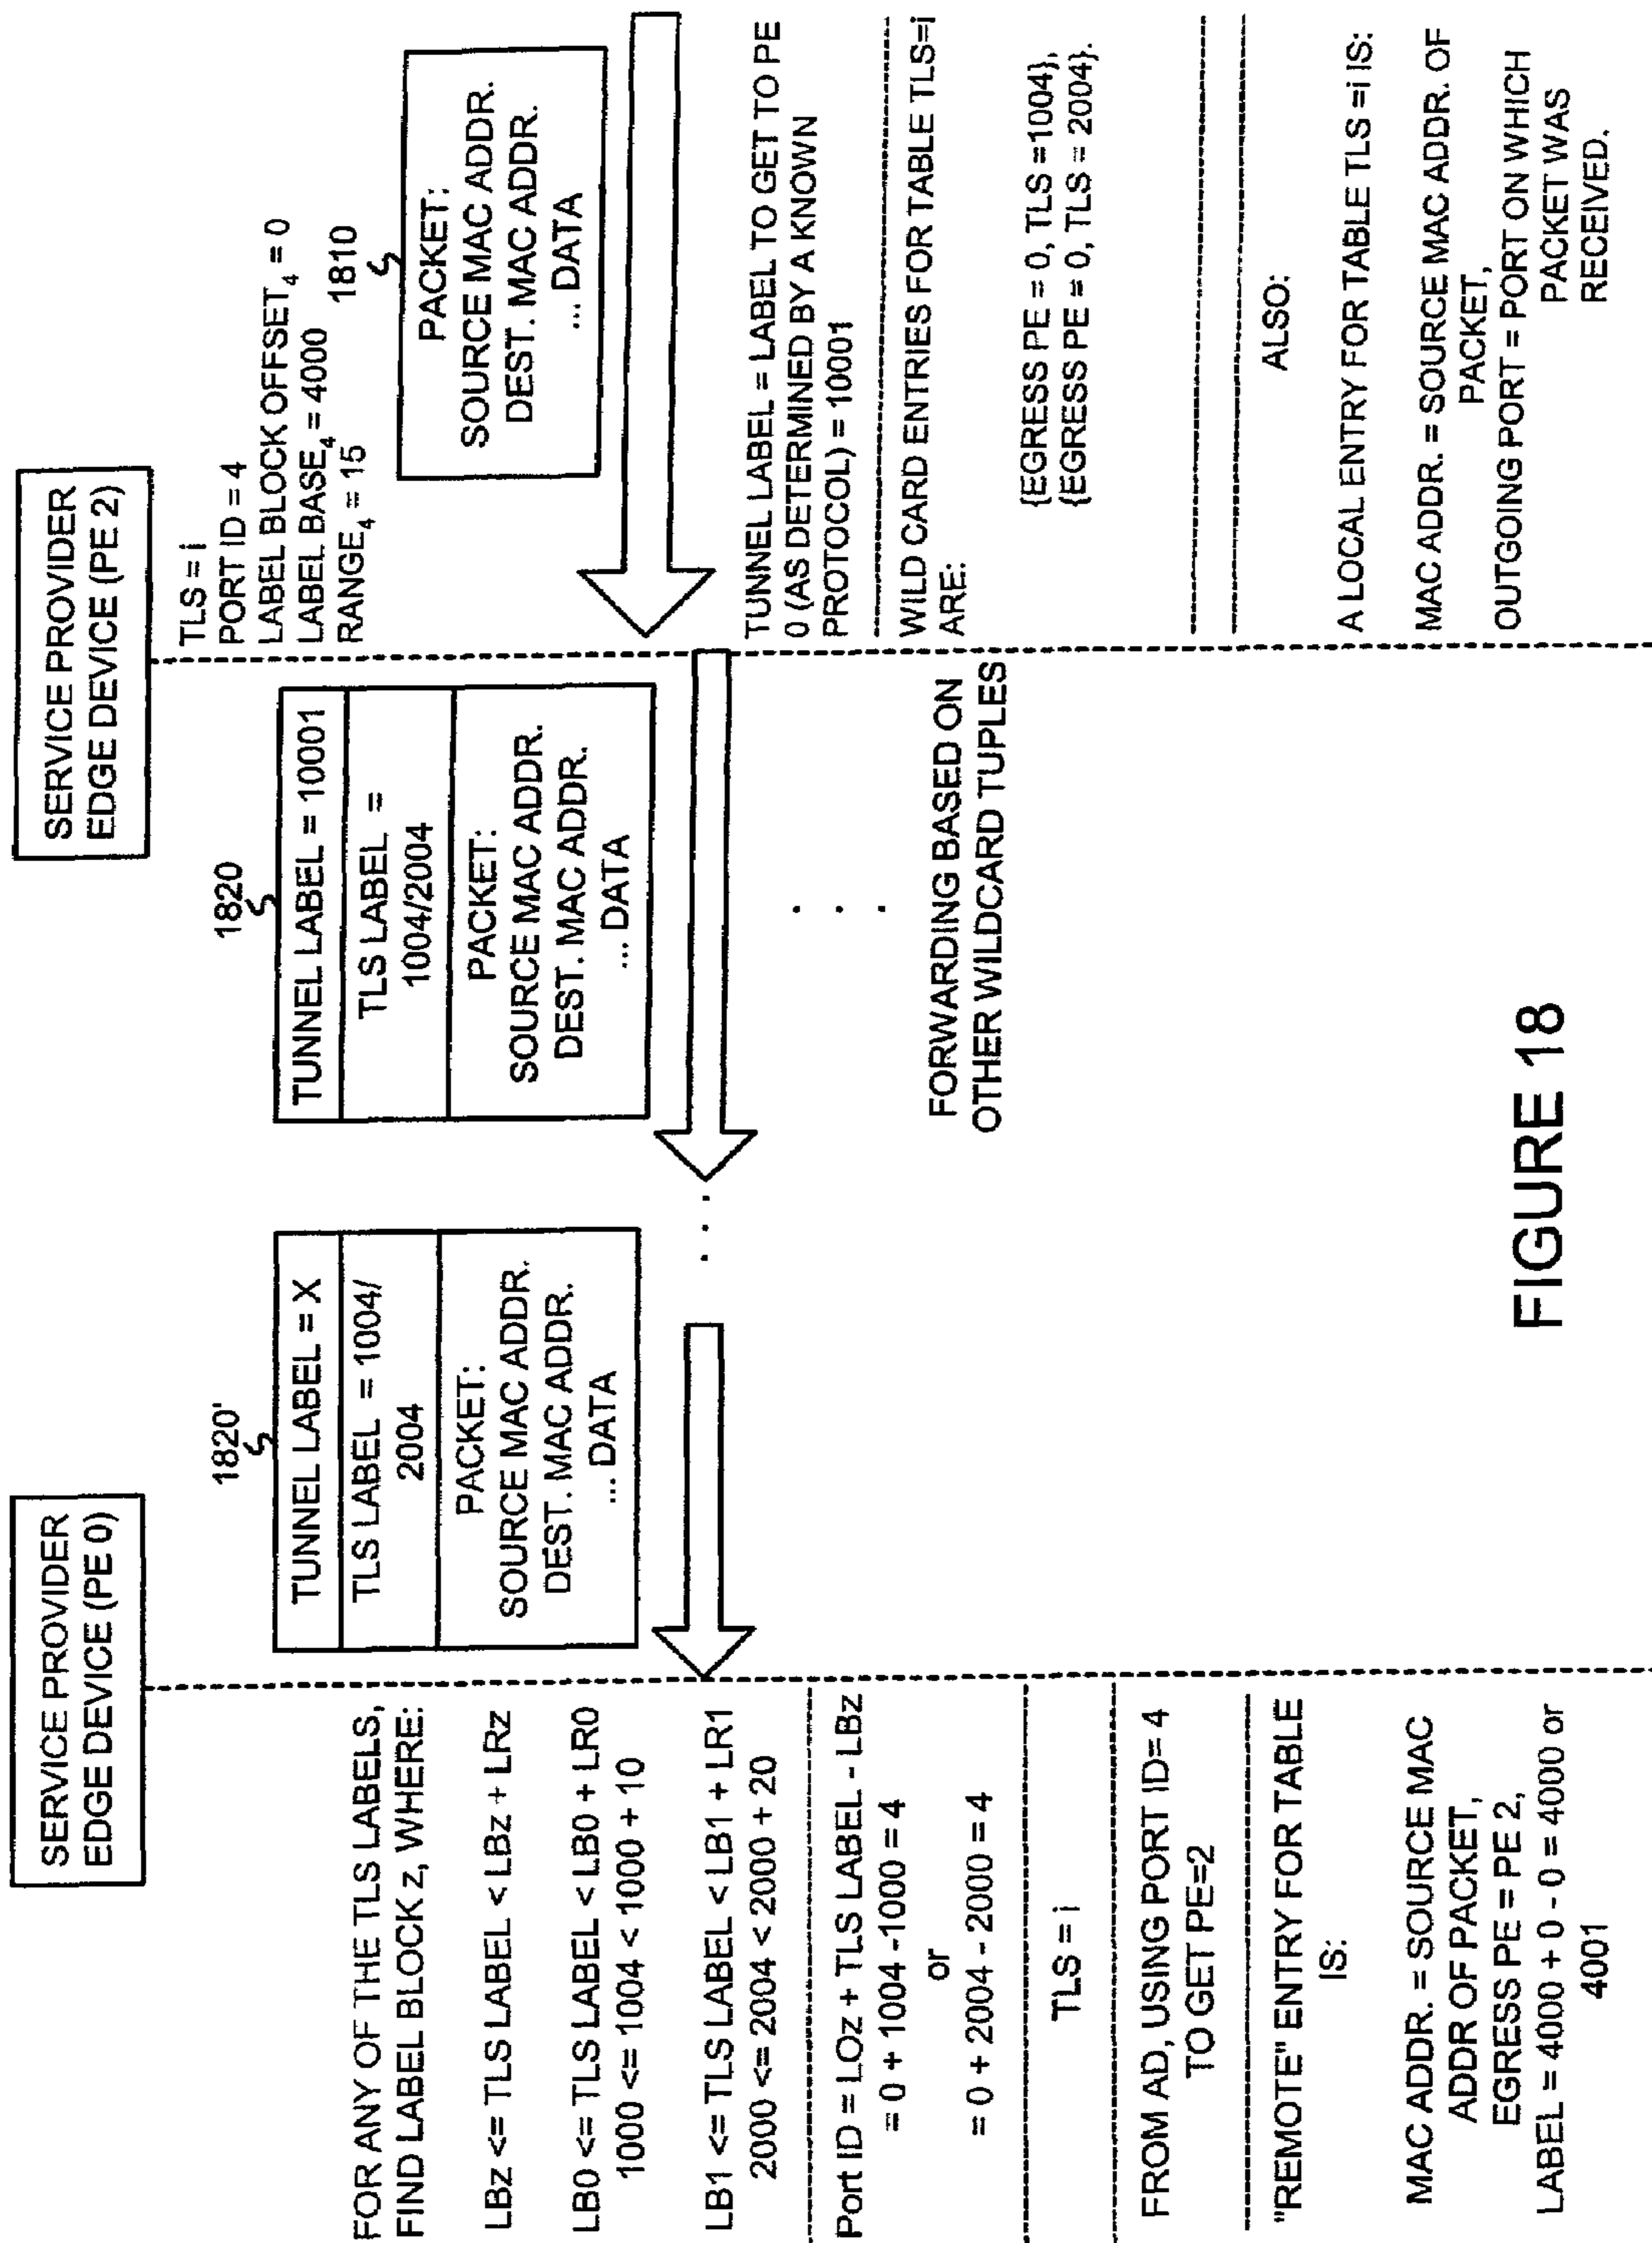 SERVICE PROVIDER
EDGE DEVICE (PE 0)
FOR ANY OF THE TLS LABELS,
FIND LABEL BLOCK z, WHERE:
LBz <= TLS LABEL < LBz + LRz
LB0 <= TLS LABEL < LB0 + LR0
1000 <= 1004 < 1000 + 10
LB1 <= TLS LABEL < LB1 + LR1
2000 <= 2004 < 2000 + 20
Port ID = LOz + TLS LABEL - LBz
= 0 + 1004 -1000 = 4
or
= 0 + 2004 - 2000 = 4
TLS = i
FROM AD, USING PORT ID= 4
TO GET PE=2
"REMOTE" ENTRY FOR TABLE
IS:
MAC ADDR. = SOURCE MAC
ADDR OF PACKET,
EGRESS PE = PE 2,
LABEL = 4000 + 0 - 0 = 4000 or
4001
1820'
TUNNEL LABEL = X
TLS LABEL = 1004/
2004
PACKET:
SOURCE MAC ADDR.
DEST. MAC ADDR.
... DATA
. . .
1820
TUNNEL LABEL = 10001
TLS LABEL =
1004/2004
PACKET:
SOURCE MAC ADDR.
DEST. MAC ADDR.
... DATA
. . .
FORWARDING BASED ON
OTHER WILDCARD TUPLES
SERVICE PROVIDER
EDGE DEVICE (PE 2)
TLS = i
PORT ID = 4
LABEL BLOCK OFFSET4 = 0
LABEL BASE4 = 4000
RANGE4 = 15
1810
PACKET:
SOURCE MAC ADDR.
DEST. MAC ADDR.
... DATA
TUNNEL LABEL = LABEL TO GET TO PE
0 (AS DETERMINED BY A KNOWN
PROTOCOL) = 10001
WILD CARD ENTRIES FOR TABLE TLS=i
ARE:
{EGRESS PE = 0, TLS =1004},
{EGRESS PE = 0, TLS = 2004}.
ALSO:
A LOCAL ENTRY FOR TABLE TLS =i IS:
MAC ADDR. = SOURCE MAC ADDR. OF
PACKET,
OUTGOING PORT = PORT ON WHICH
PACKET WAS
RECEIVED.
FIGURE 18